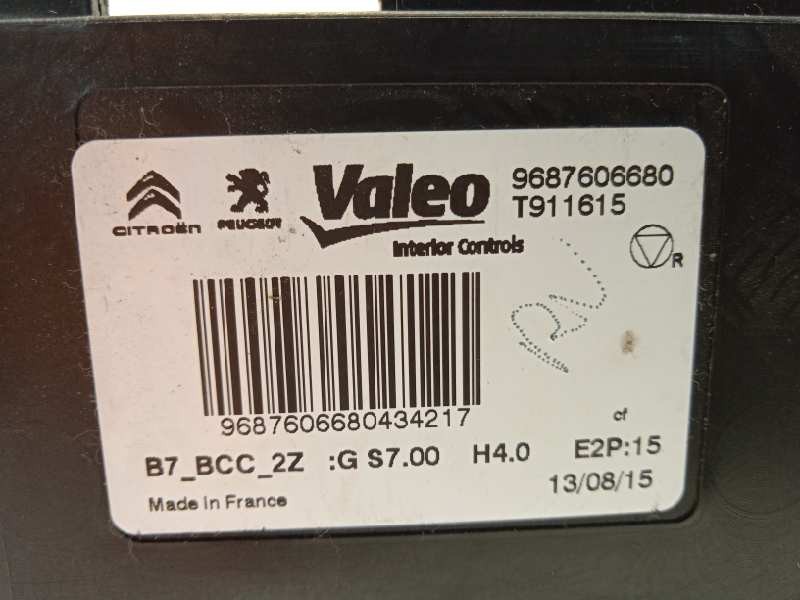 CITROËN PEUGEOT Valeo 9687606680
T911615
Interior Controls
R
9687606680434217
cf
B7_BCC_2Z :G S7.00 H4.0 E2P:15
Made in France 13/08/15